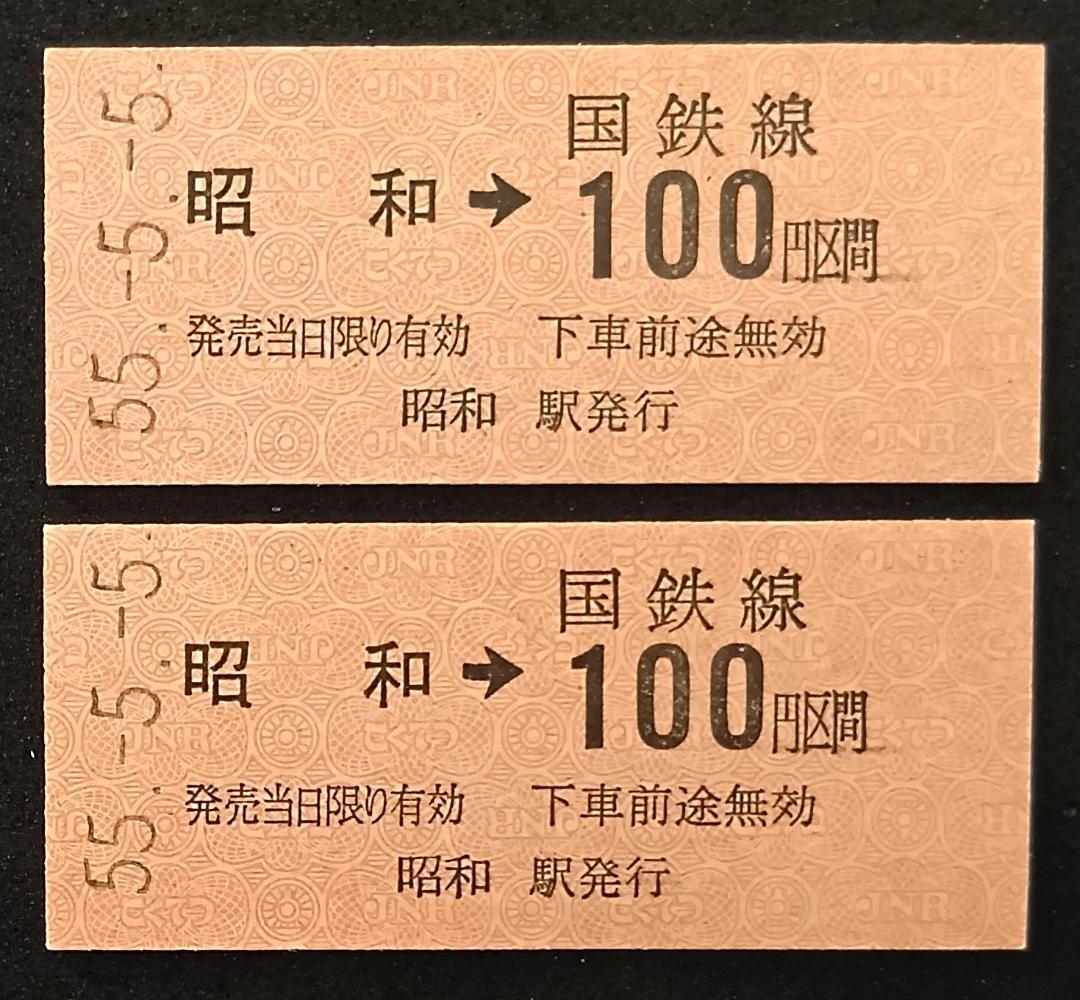 55.-5.-5.
国鉄線
昭和➔100円区間
発売当日限り有効 下車前途無効
昭和 駅発行
55.-5.-5.
国鉄線
昭和➔100円区間
発売当日限り有効 下車前途無効
昭和 駅発行